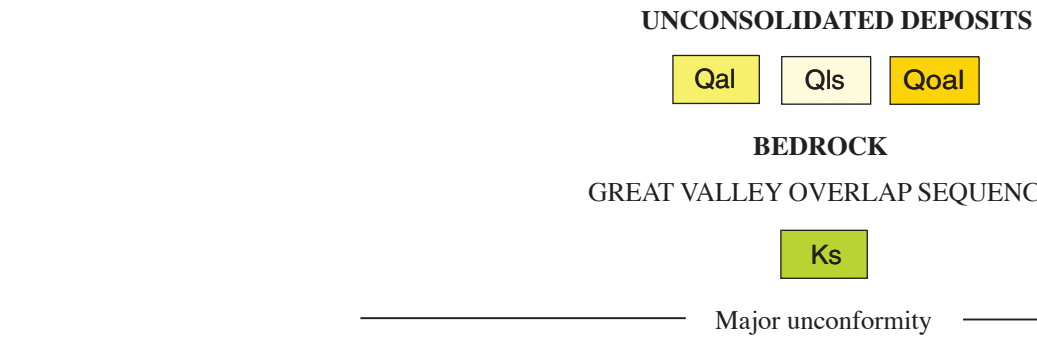 UNCONSOLIDATED DEPOSITS
Qal Qls Qoal
BEDROCK
GREAT VALLEY OVERLAP SEQUENC
Ks
Major unconformity